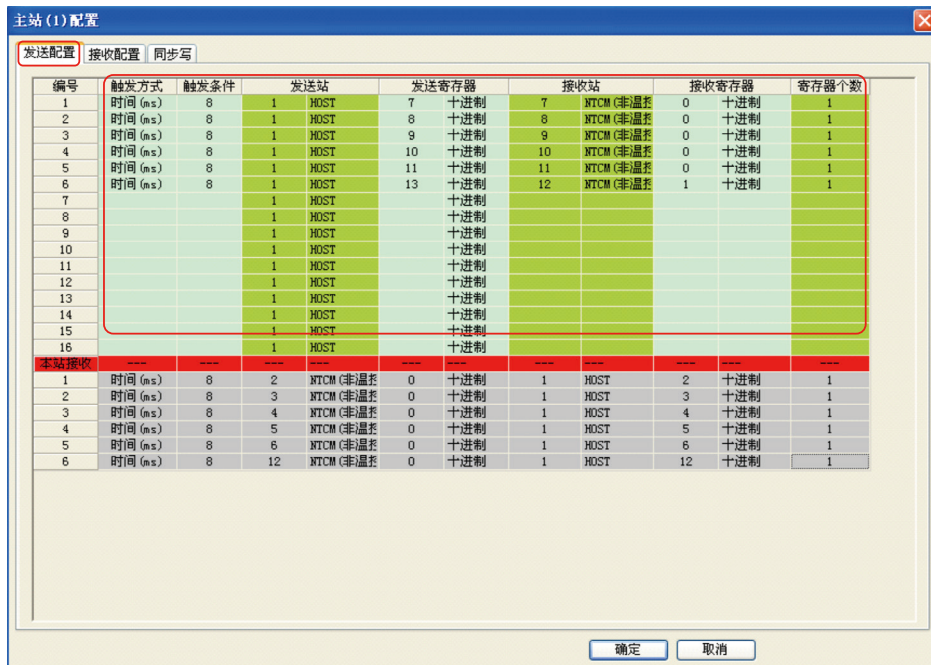 主站(1)配置
发送配置 接收配置 同步写
编号 触发方式 触发条件 发送站 发送寄存器 接收站 接收寄存器 寄存器个数
1 时间(ms) 8 1 HOST 7 十进制 7 NTCM(非温控 0 十进制 1
2 时间(ms) 8 1 HOST 8 十进制 8 NTCM(非温控 0 十进制 1
3 时间(ms) 8 1 HOST 9 十进制 9 NTCM(非温控 0 十进制 1
4 时间(ms) 8 1 HOST 10 十进制 10 NTCM(非温控 0 十进制 1
5 时间(ms) 8 1 HOST 11 十进制 11 NTCM(非温控 0 十进制 1
6 时间(ms) 8 1 HOST 13 十进制 12 NTCM(非温控 1 十进制 1
7 1 HOST 十进制
8 1 HOST 十进制
9 1 HOST 十进制
10 1 HOST 十进制
11 1 HOST 十进制
12 1 HOST 十进制
13 1 HOST 十进制
14 1 HOST 十进制
15 1 HOST 十进制
16 1 HOST 十进制
本站接收 --- --- --- --- --- --- --- --- --- --- ---
1 时间(ms) 8 2 NTCM(非温控 0 十进制 1 HOST 2 十进制 1
2 时间(ms) 8 3 NTCM(非温控 0 十进制 1 HOST 3 十进制 1
3 时间(ms) 8 4 NTCM(非温控 0 十进制 1 HOST 4 十进制 1
4 时间(ms) 8 5 NTCM(非温控 0 十进制 1 HOST 5 十进制 1
5 时间(ms) 8 6 NTCM(非温控 0 十进制 1 HOST 6 十进制 1
6 时间(ms) 8 12 NTCM(非温控 0 十进制 1 HOST 12 十进制 1
确定 取消